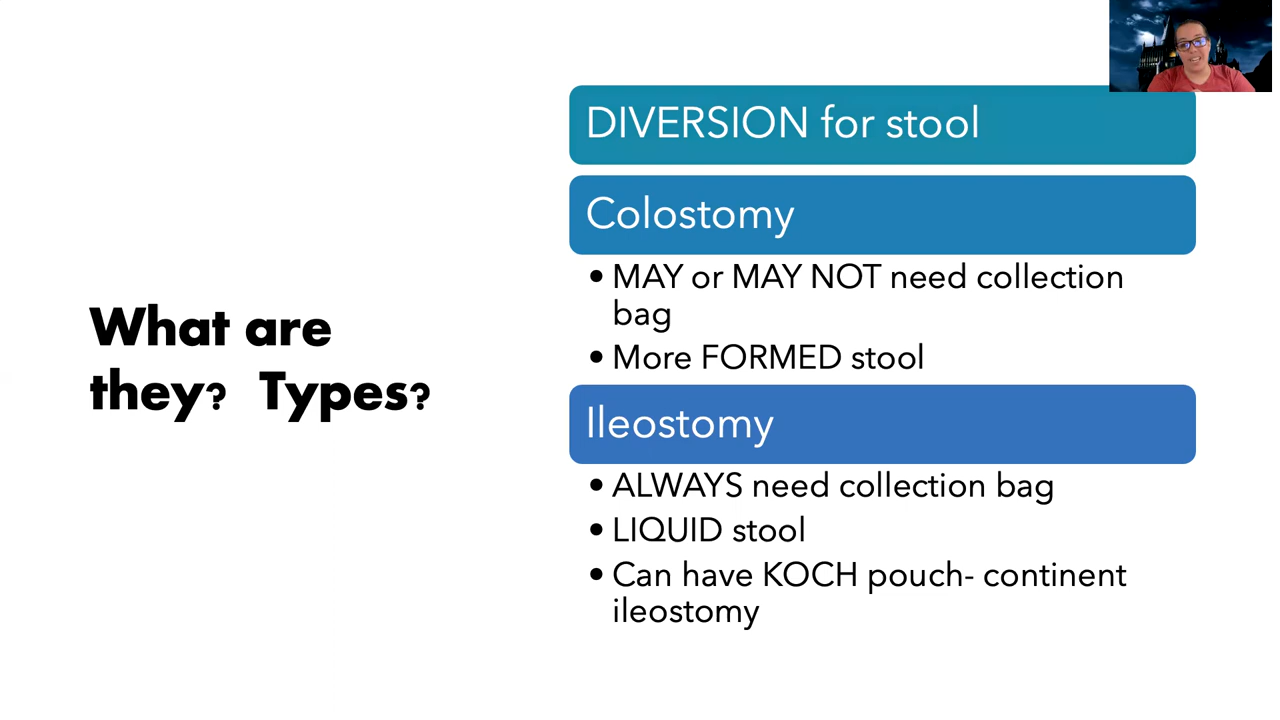 What are
they? Types?
DIVERSION for stool
Colostomy
• MAY or MAY NOT need collection
bag
• More FORMED stool
Ileostomy
• ALWAYS need collection bag
• LIQUID stool
• Can have KOCH pouch- continent
ileostomy